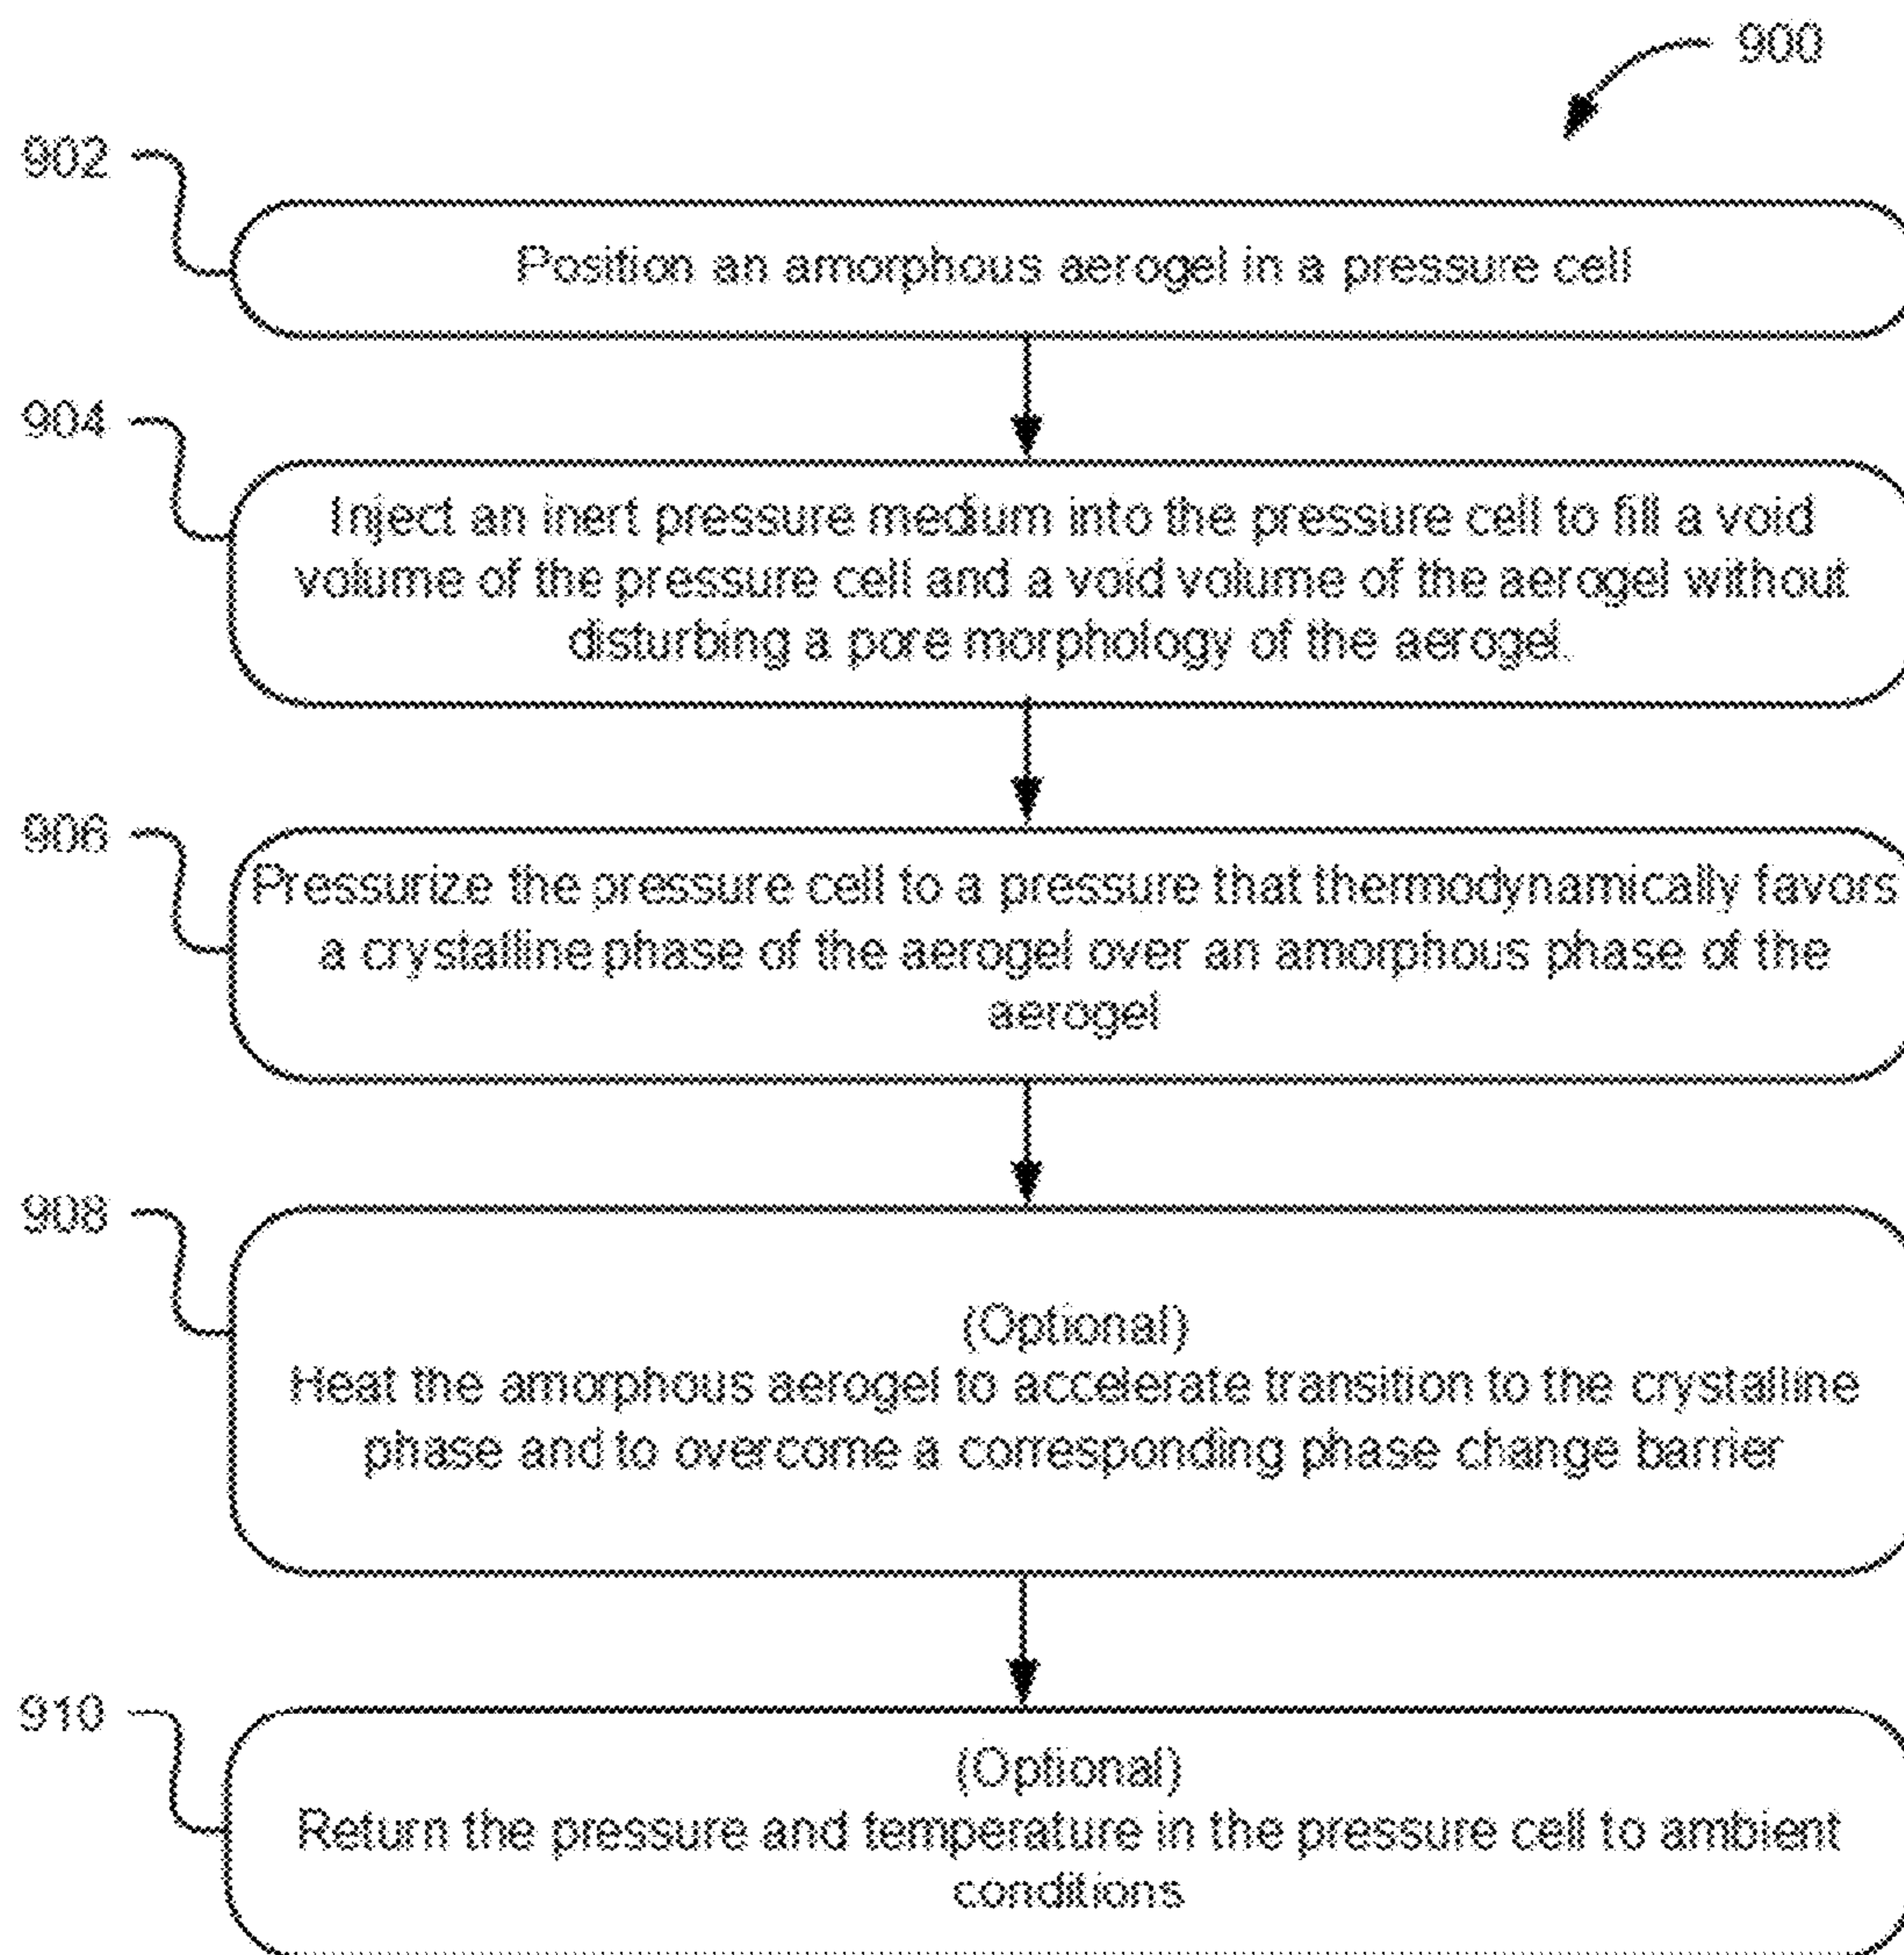 900
902
Position an amorphous aerogel in a pressure cell
904
Inject an inert pressure medium into the pressure cell to fill a void
volume of the pressure cell and a void volume of the aerogel without
disturbing a pore morphology of the aerogel.
906
Pressurize the pressure cell to a pressure that thermodynamically favors
a crystalline phase of the aerogel over an amorphous phase of the
aerogel
908
(Optional)
Heat the amorphous aerogel to accelerate transition to the crystalline
phase and to overcome a corresponding phase change barrier
910
(Optional)
Return the pressure and temperature in the pressure cell to ambient
conditions